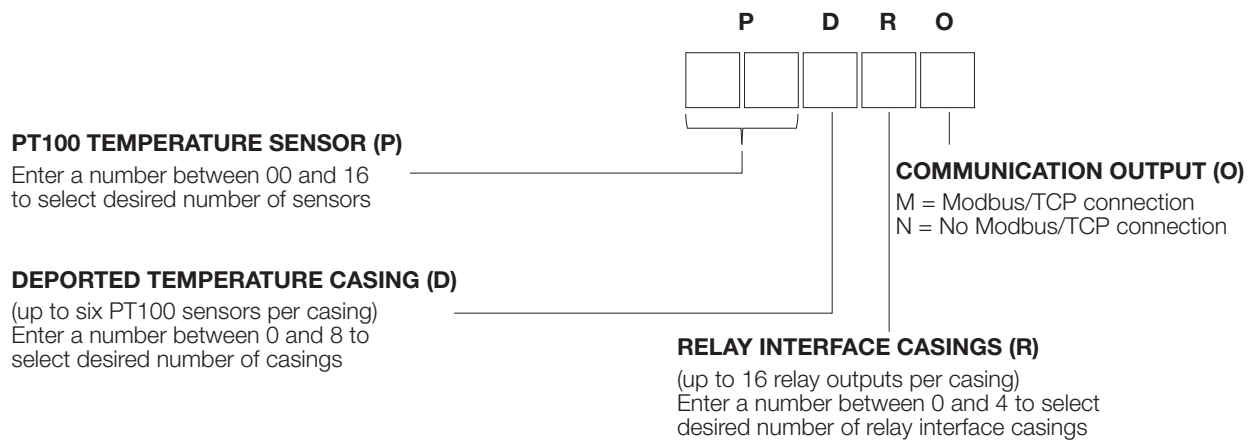 P D R O
PT100 TEMPERATURE SENSOR (P)
Enter a number between 00 and 16
to select desired number of sensors
COMMUNICATION OUTPUT (O)
M = Modbus/TCP connection
N = No Modbus/TCP connection
DEPORTED TEMPERATURE CASING (D)
(up to six PT100 sensors per casing)
Enter a number between 0 and 8 to
select desired number of casings
RELAY INTERFACE CASINGS (R)
(up to 16 relay outputs per casing)
Enter a number between 0 and 4 to select
desired number of relay interface casings